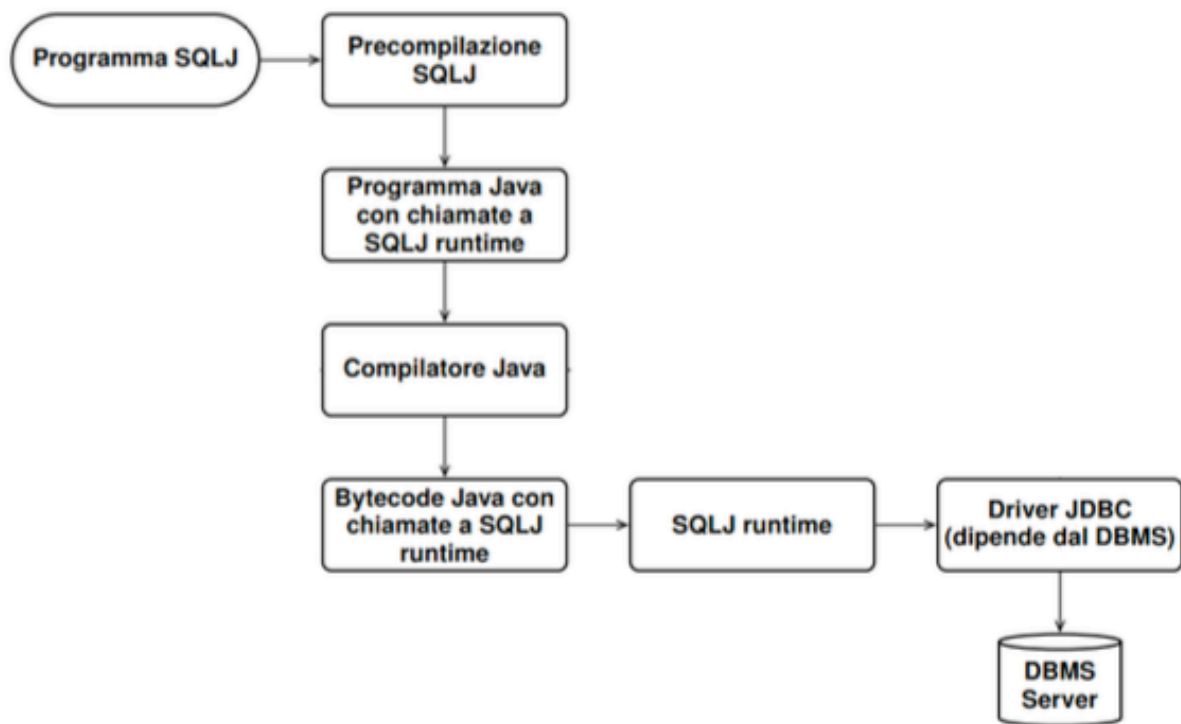 Programma SQLJ
Precompilazione
SQLJ
Programma Java
con chiamate a
SQLJ runtime
Compilatore Java
Bytecode Java con
chiamate a SQLJ
runtime
SQLJ runtime
Driver JDBC
(dipende dal DBMS)
DBMS
Server